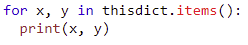 for x, y in thisdict.items():
  print(x, y)